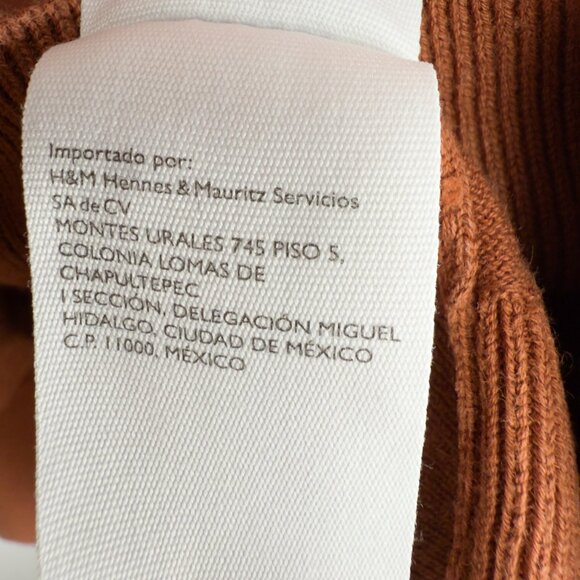 Importado por:
H&M Hennes & Mauritz Servicios
SA de CV
MONTES URALES 745 PISO 5,
COLONIA LOMAS DE
CHAPULTEPEC
I SECCIÓN, DELEGACIÓN MIGUEL
HIDALGO, CIUDAD DE MÉXICO
C.P. 11000, MÉXICO